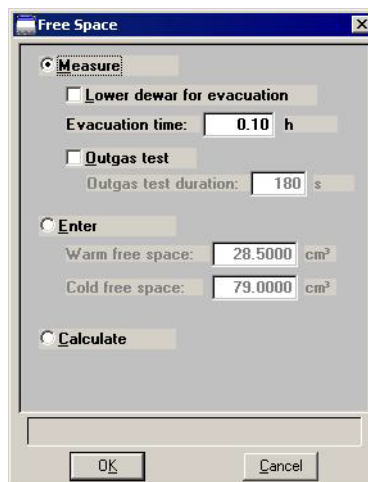 Free Space
Measure
Lower dewar for evacuation
Evacuation time: 0.10 h
Outgas test
Outgas test duration: 180 s
Enter
Warm free space: 28.5000 cm³
Cold free space: 79.0000 cm³
Calculate
OK Cancel